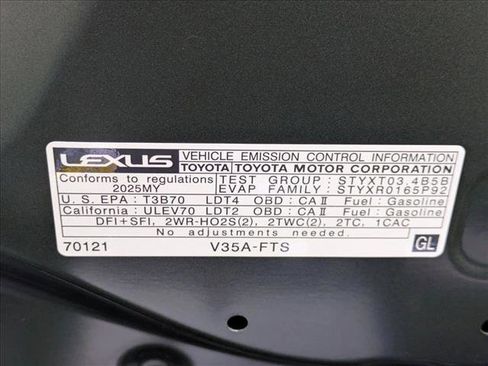 LEXUS VEHICLE EMISSION CONTROL INFORMATION
TOYOTA TOYOTA MOTOR CORPORATION
Conforms to regulations TEST GROUP : STYXT03.4B5B
2025MY EVAP FAMILY : STYXR0165P92
U. S. EPA : T3B70 LDT4 OBD : CA II Fuel : Gasoline
California : ULEV70 LDT2 OBD : CA II Fuel : Gasoline
DFI+SFI, 2WR-HO2S(2), 2TWC(2), 2TC, 1CAC
No adjustments needed.
70121 V35A-FTS GL